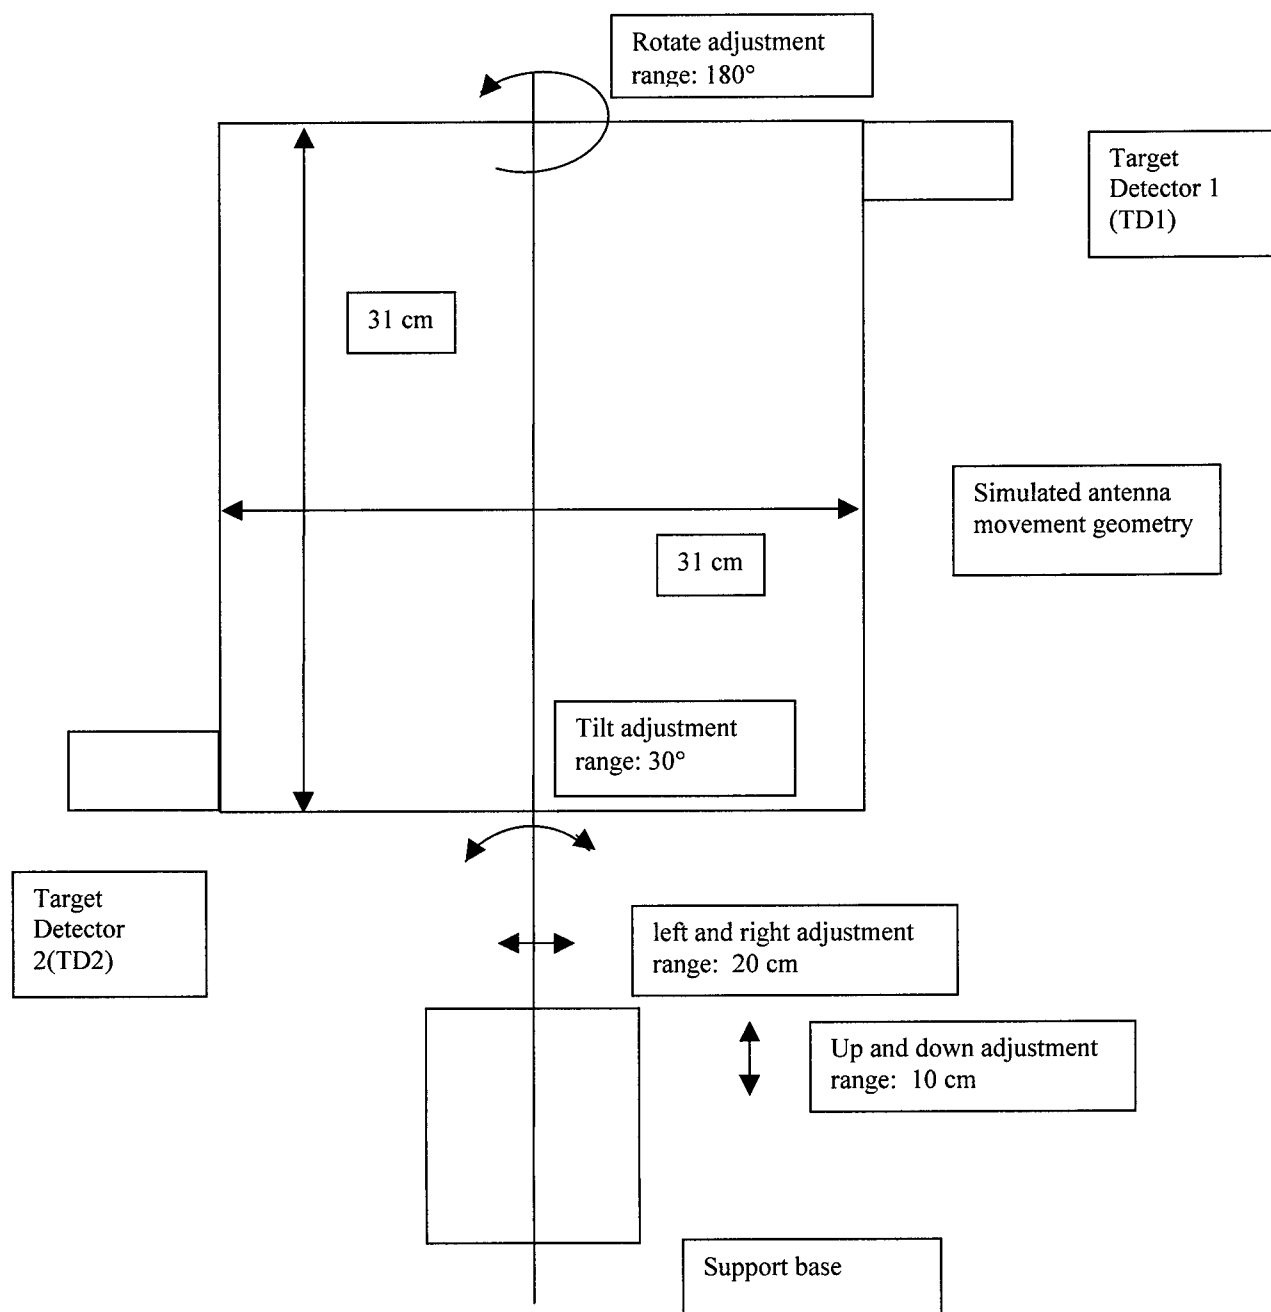 Rotate adjustment
range: 180°
Target
Detector 1
(TD1)
31 cm
Simulated antenna
movement geometry
31 cm
Tilt adjustment
range: 30°
Target
Detector
2(TD2)
left and right adjustment
range:  20 cm
Up and down adjustment
range:  10 cm
Support base